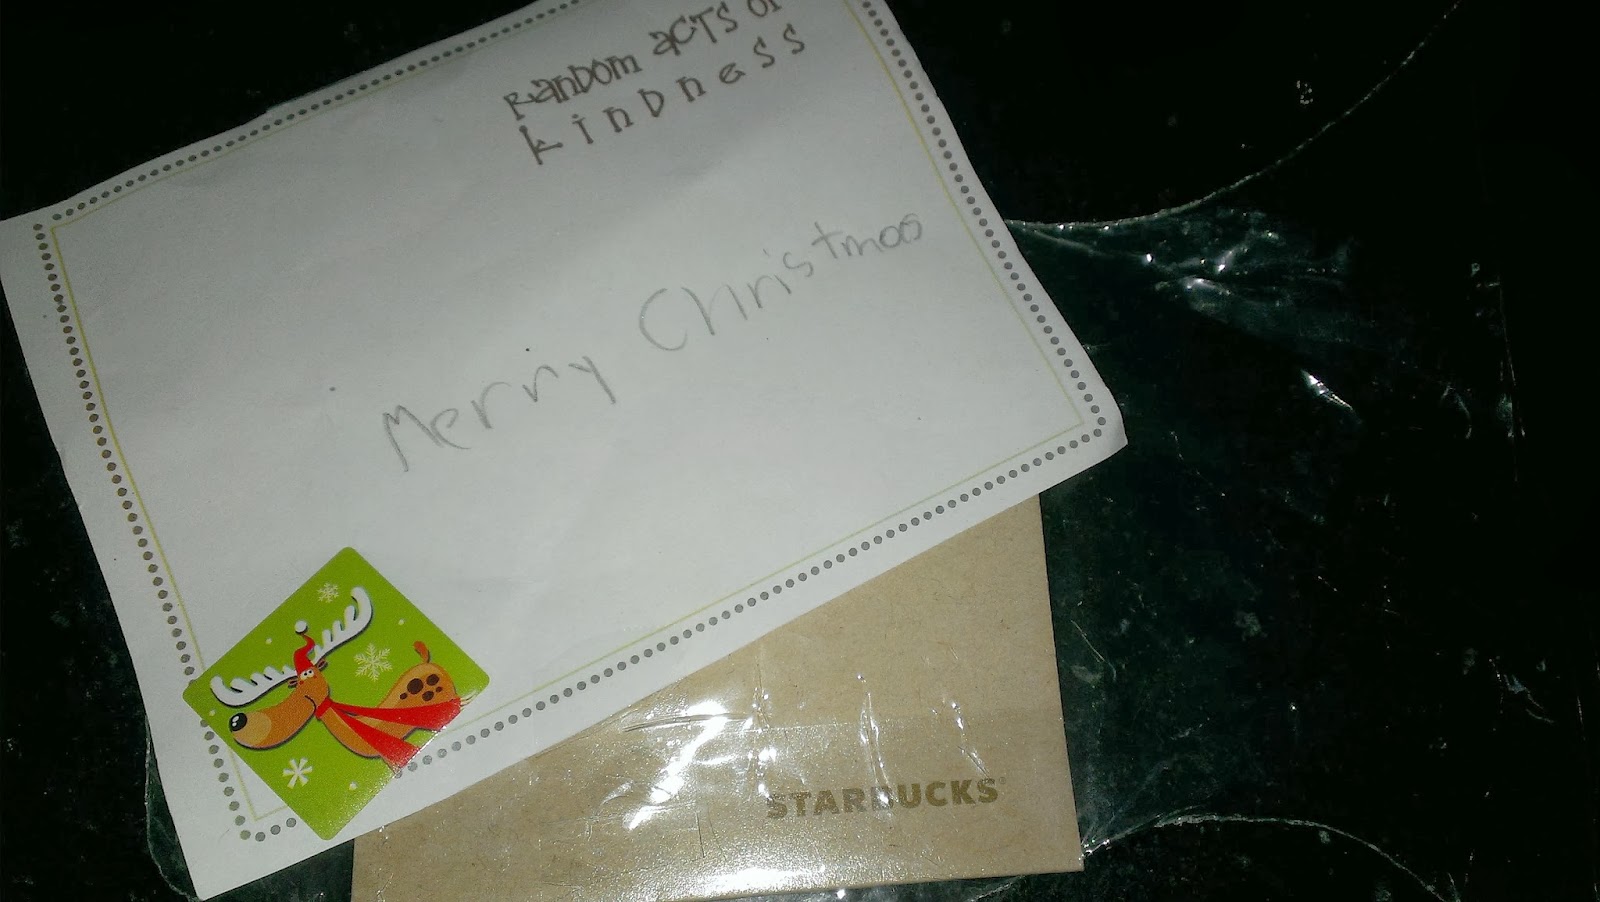 Random acts of
kindness
Merry Christmas
STARBUCKS